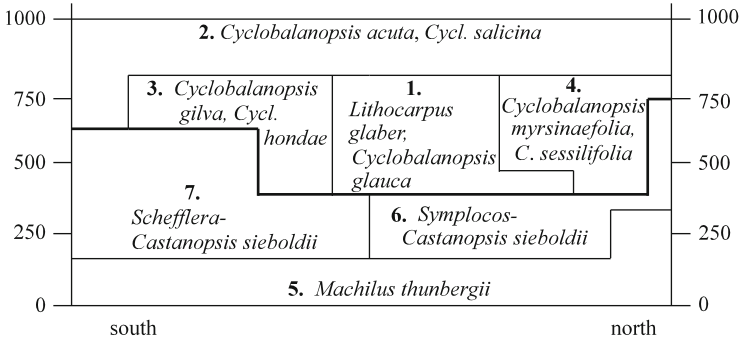 1000 1000
2. Cyclobalanopsis acuta, Cycl. salicina
3. Cyclobalanopsis
gilva, Cycl.
hondae
1.
Lithocarpus
glaber,
Cyclobalanopsis
glauca
4.
Cyclobalanopsis
myrsinaefolia,
C. sessilifolia
750 750
500 500
7.
Schefflera-
Castanopsis sieboldii
6. Symplocos-
Castanopsis sieboldii
250 250
5. Machilus thunbergii
0 0
south north